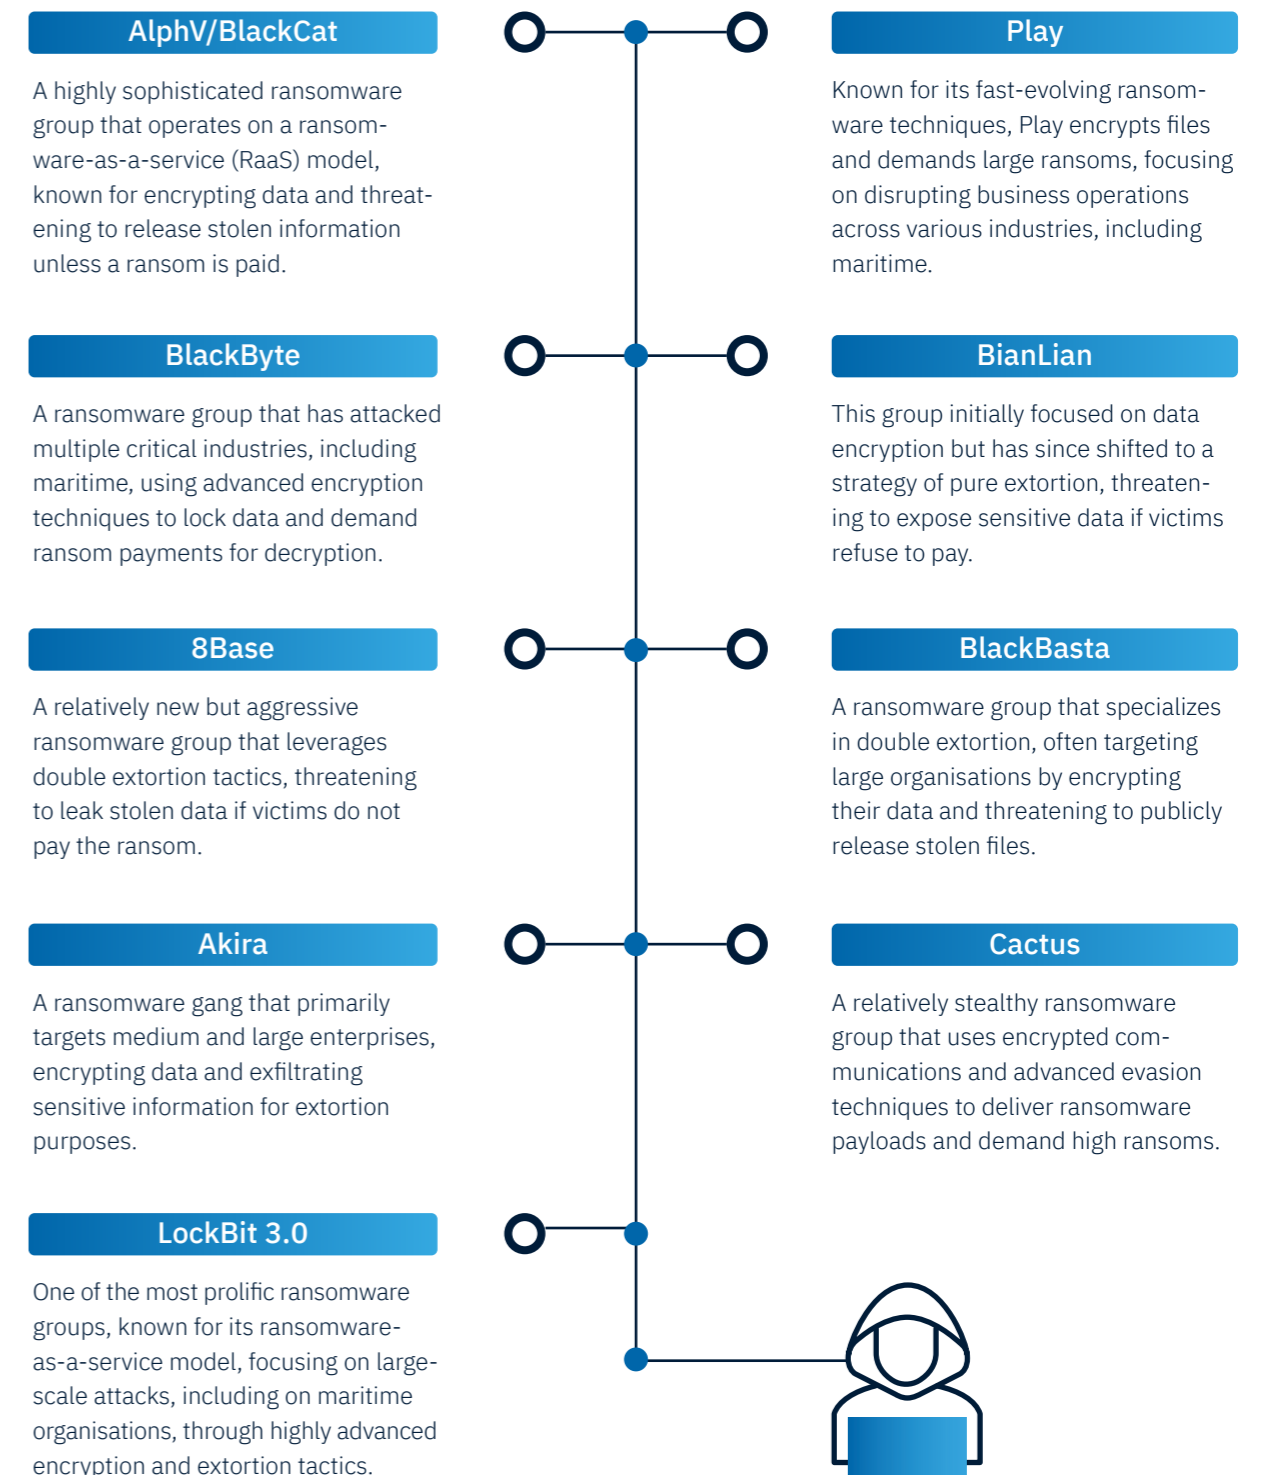 AlphV/BlackCat
A highly sophisticated ransomware
group that operates on a ransom-
ware-as-a-service (RaaS) model,
known for encrypting data and threat-
ening to release stolen information
unless a ransom is paid.
Play
Known for its fast-evolving ransom-
ware techniques, Play encrypts files
and demands large ransoms, focusing
on disrupting business operations
across various industries, including
maritime.
BlackByte
A ransomware group that has attacked
multiple critical industries, including
maritime, using advanced encryption
techniques to lock data and demand
ransom payments for decryption.
BianLian
This group initially focused on data
encryption but has since shifted to a
strategy of pure extortion, threaten-
ing to expose sensitive data if victims
refuse to pay.
8Base
A relatively new but aggressive
ransomware group that leverages
double extortion tactics, threatening
to leak stolen data if victims do not
pay the ransom.
BlackBasta
A ransomware group that specializes
in double extortion, often targeting
large organisations by encrypting
their data and threatening to publicly
release stolen files.
Akira
A ransomware gang that primarily
targets medium and large enterprises,
encrypting data and exfiltrating
sensitive information for extortion
purposes.
Cactus
A relatively stealthy ransomware
group that uses encrypted com-
munications and advanced evasion
techniques to deliver ransomware
payloads and demand high ransoms.
LockBit 3.0
One of the most prolific ransomware
groups, known for its ransomware-
as-a-service model, focusing on large-
scale attacks, including on maritime
organisations, through highly advanced
encryption and extortion tactics.